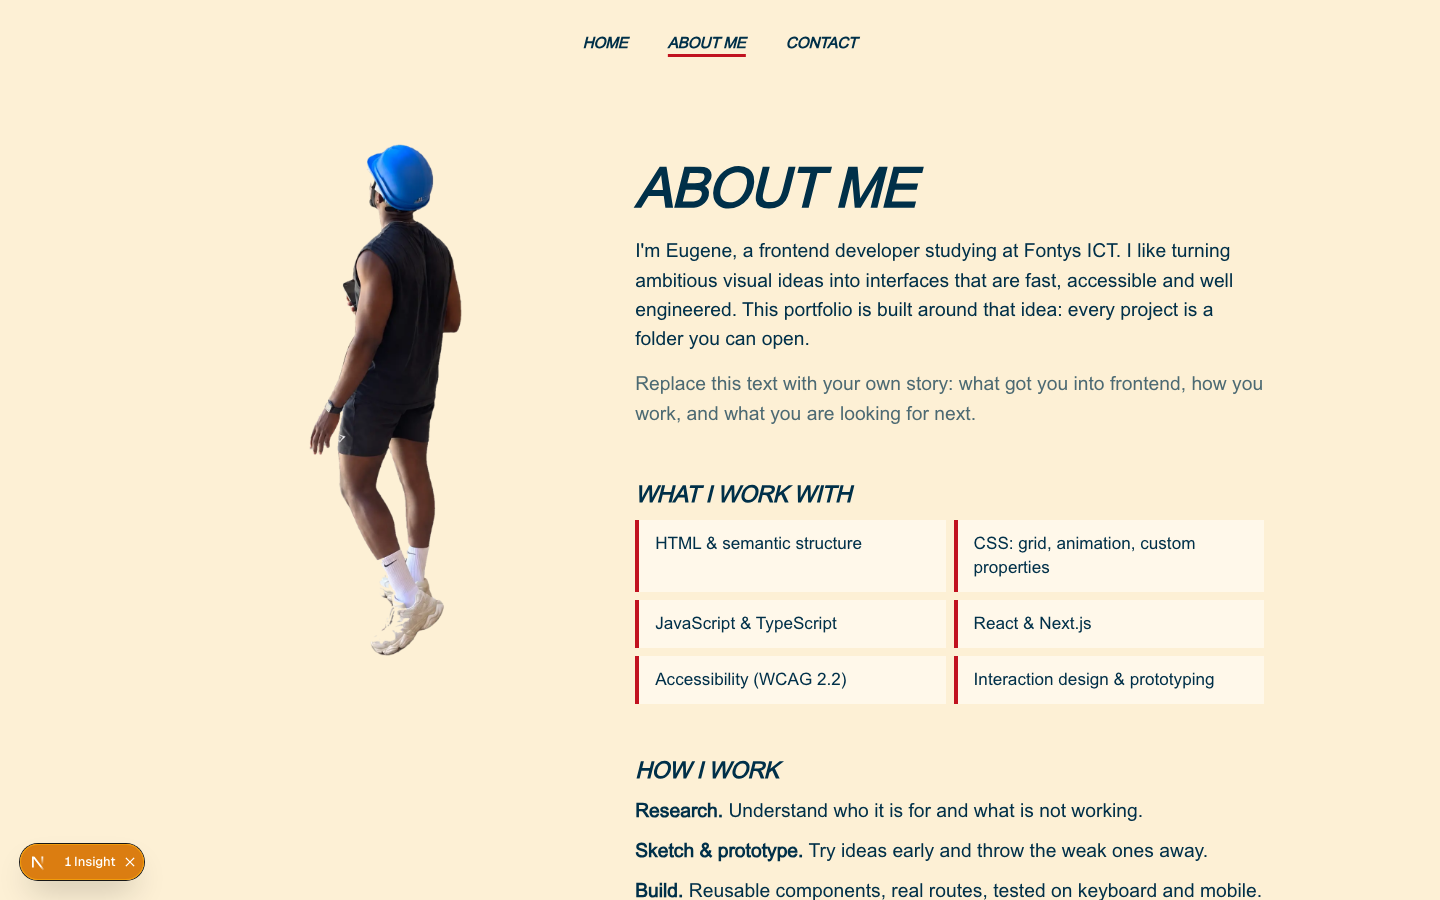 HOME ABOUT ME CONTACT
ABOUT ME
I'm Eugene, a frontend developer studying at Fontys ICT. I like turning
ambitious visual ideas into interfaces that are fast, accessible and well
engineered. This portfolio is built around that idea: every project is a
folder you can open.
Replace this text with your own story: what got you into frontend, how you
work, and what you are looking for next.
WHAT I WORK WITH
HTML & semantic structure
CSS: grid, animation, custom
properties
JavaScript & TypeScript
React & Next.js
Accessibility (WCAG 2.2)
Interaction design & prototyping
HOW I WORK
Research. Understand who it is for and what is not working.
Sketch & prototype. Try ideas early and throw the weak ones away.
Build. Reusable components, real routes, tested on keyboard and mobile.
N 1 Insight